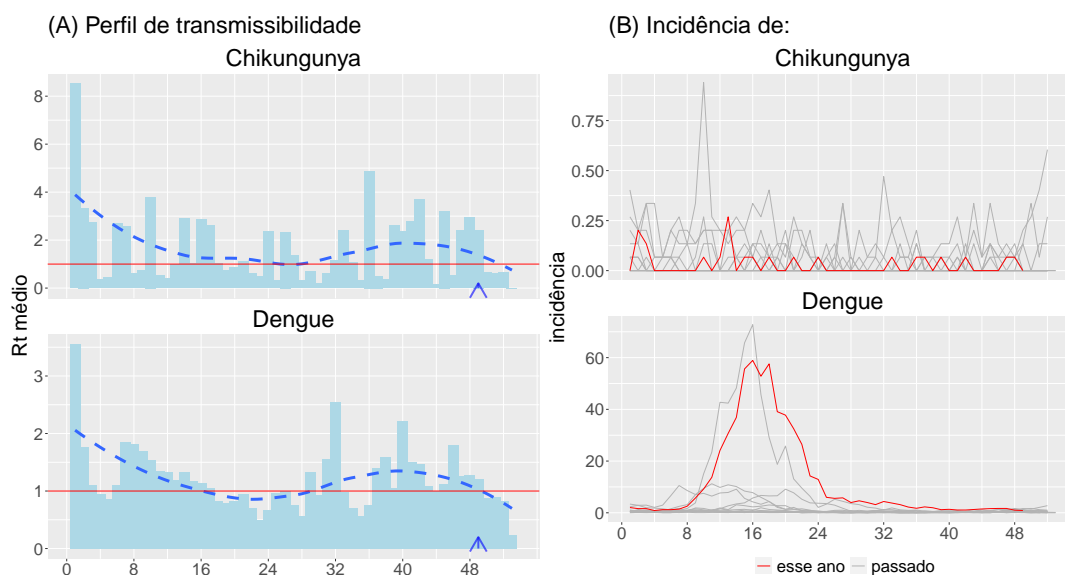 (A) Perfil de transmissibilidade
Chikungunya
8
6
4
2
0
Dengue
3
2
1
0
0 8 16 24 32 40 48
Rt médio
(B) Incidência de:
Chikungunya
0.75
0.50
0.25
0.00
Dengue
60
40
20
0
0 8 16 24 32 40 48
incidência
esse ano passado